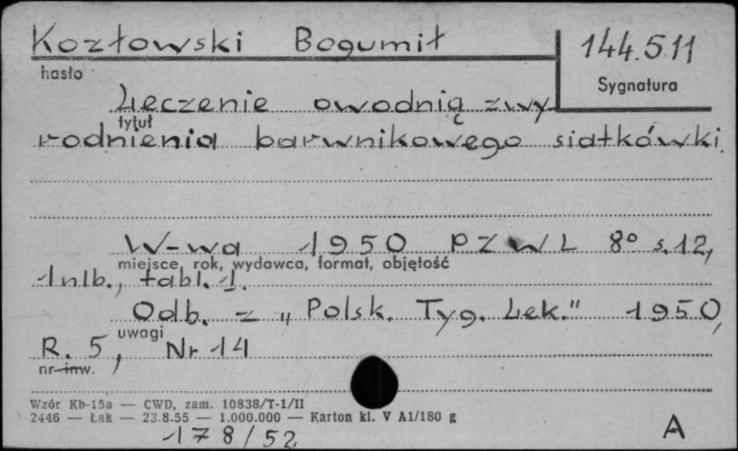 Kozłowski Bogumił 144.511
hasło Sygnatura
Leczenie owodnią zwy-
tytuł
rodnienia barwnikowego siatkówki.
W-wa 1950 PZWL 8° s.12,
miejsce, rok, wydawca, format, objętość
1nlb., tabl. 1.
Odb. z „Polsk. Tyg. Lek." 1950,
uwagi
R. 5, Nr 14
nr inw.
Wzór Kb-15a — CWD, zam. 10838/T-1/II
2446 — Łak — 23.8.55 — 1.000.000 — Karton kl. V A1/180 g
178/52. A